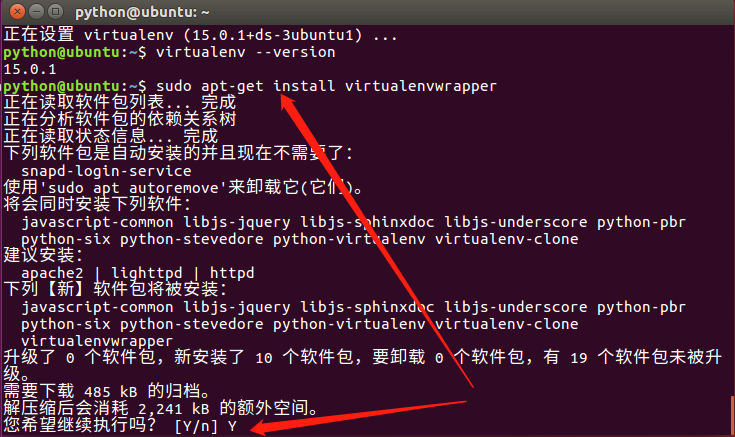 python@ubuntu: ~
正在设置 virtualenv (15.0.1+ds-3ubuntu1) ...
python@ubuntu:~$ virtualenv --version
15.0.1
python@ubuntu:~$ sudo apt-get install virtualenvwrapper
正在读取软件包列表... 完成
正在分析软件包的依赖关系树
正在读取状态信息... 完成
下列软件包是自动安装的并且现在不需要了：
snapd-login-service
使用'sudo apt autoremove'来卸载它(它们)。
将会同时安装下列软件：
javascript-common libjs-jquery libjs-sphinxdoc libjs-underscore python-pbr
python-six python-stevedore python-virtualenv virtualenv-clone
建议安装：
apache2 | lighttpd | httpd
下列【新】软件包将被安装：
javascript-common libjs-jquery libjs-sphinxdoc libjs-underscore python-pbr
python-six python-stevedore python-virtualenv virtualenv-clone
virtualenvwrapper
升级了 0 个软件包，新安装了 10 个软件包，要卸载 0 个软件包，有 19 个软件包未被升
级。
需要下载 485 kB 的归档。
解压缩后会消耗 2,241 kB 的额外空间。
您希望继续执行吗？ [Y/n] Y